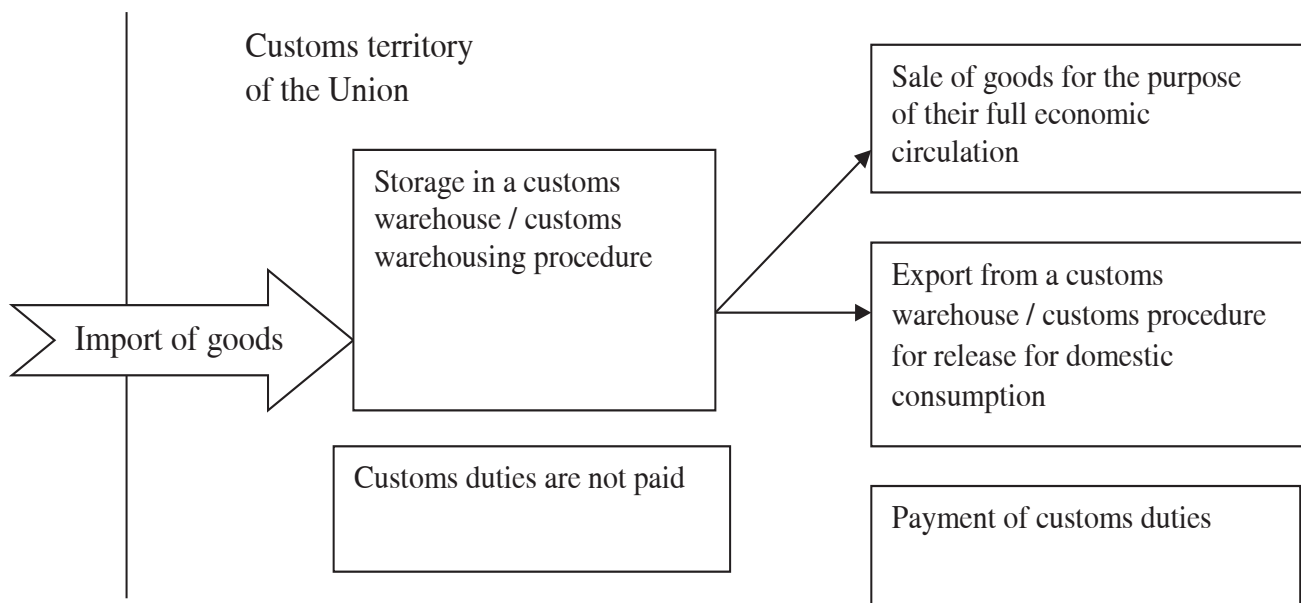 Customs territory
of the Union
Import of goods
Storage in a customs
warehouse / customs
warehousing procedure
Customs duties are not paid
Sale of goods for the purpose
of their full economic
circulation
Export from a customs
warehouse / customs procedure
for release for domestic
consumption
Payment of customs duties